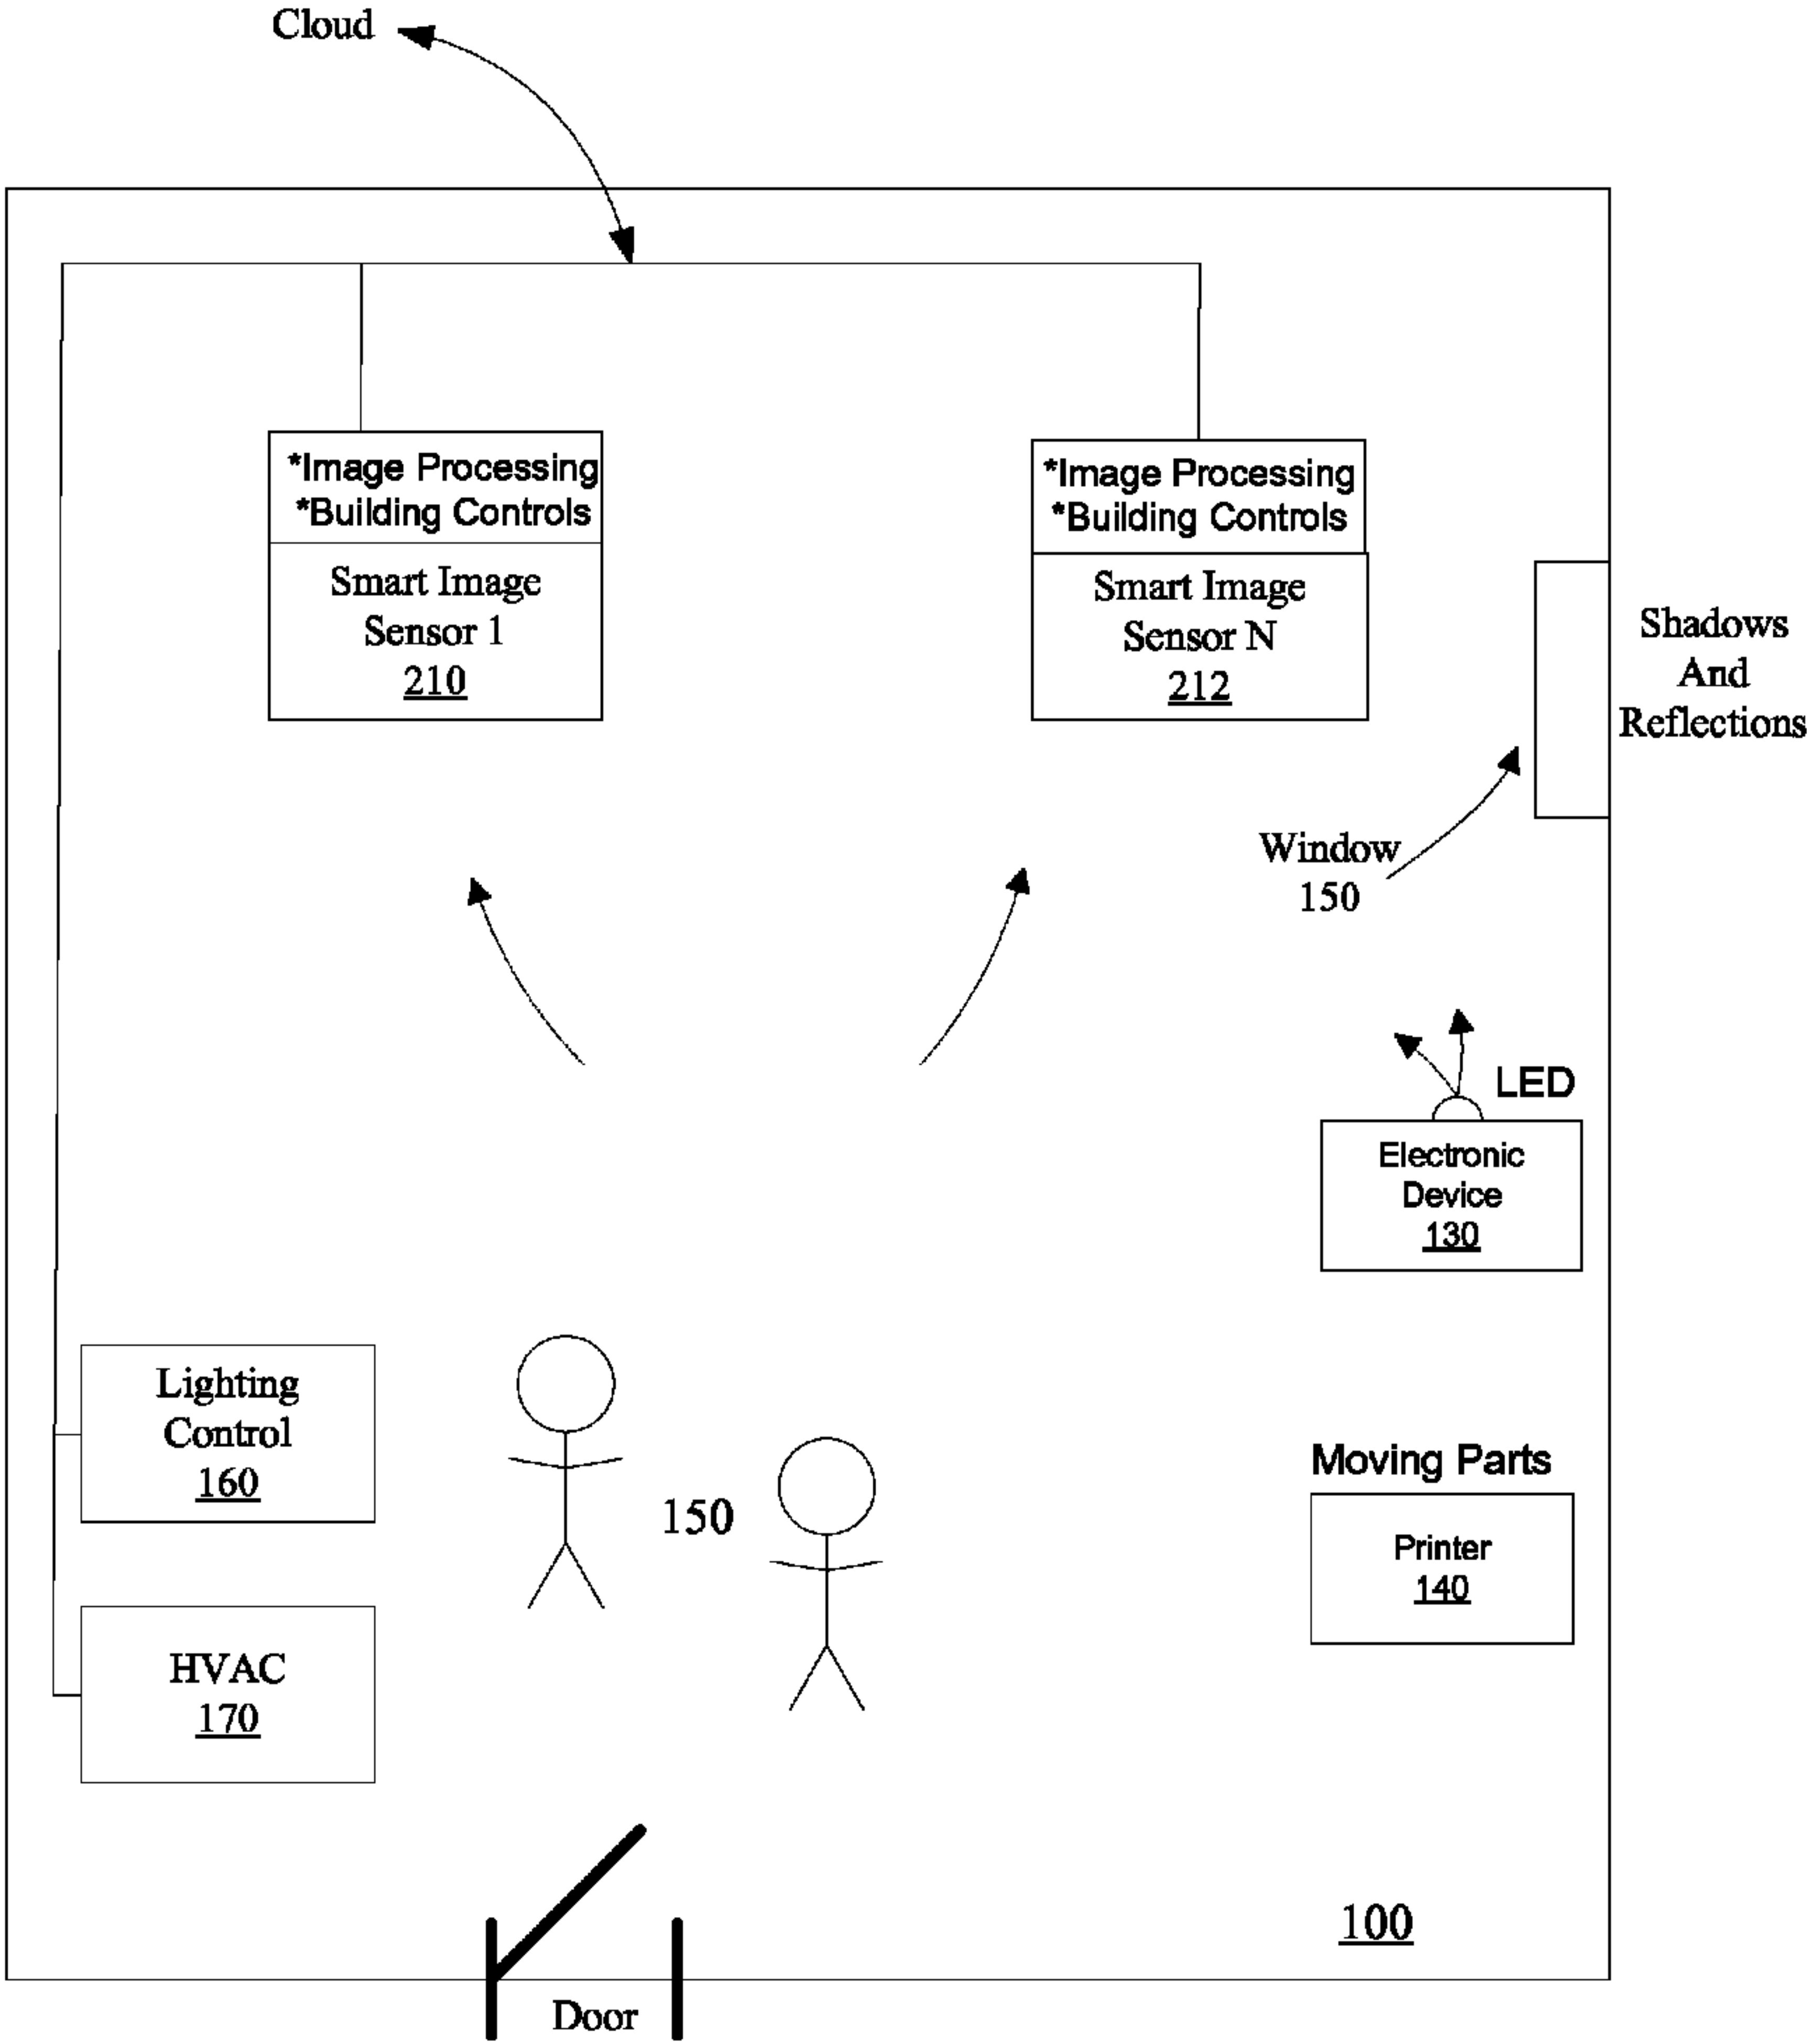 Cloud
*Image Processing
*Building Controls
Smart Image
Sensor 1
210
*Image Processing
*Building Controls
Smart Image
Sensor N
212
Shadows
And
Reflections
Window
150
LED
Electronic
Device
130
Lighting
Control
160
150
Moving Parts
Printer
140
HVAC
170
100
Door